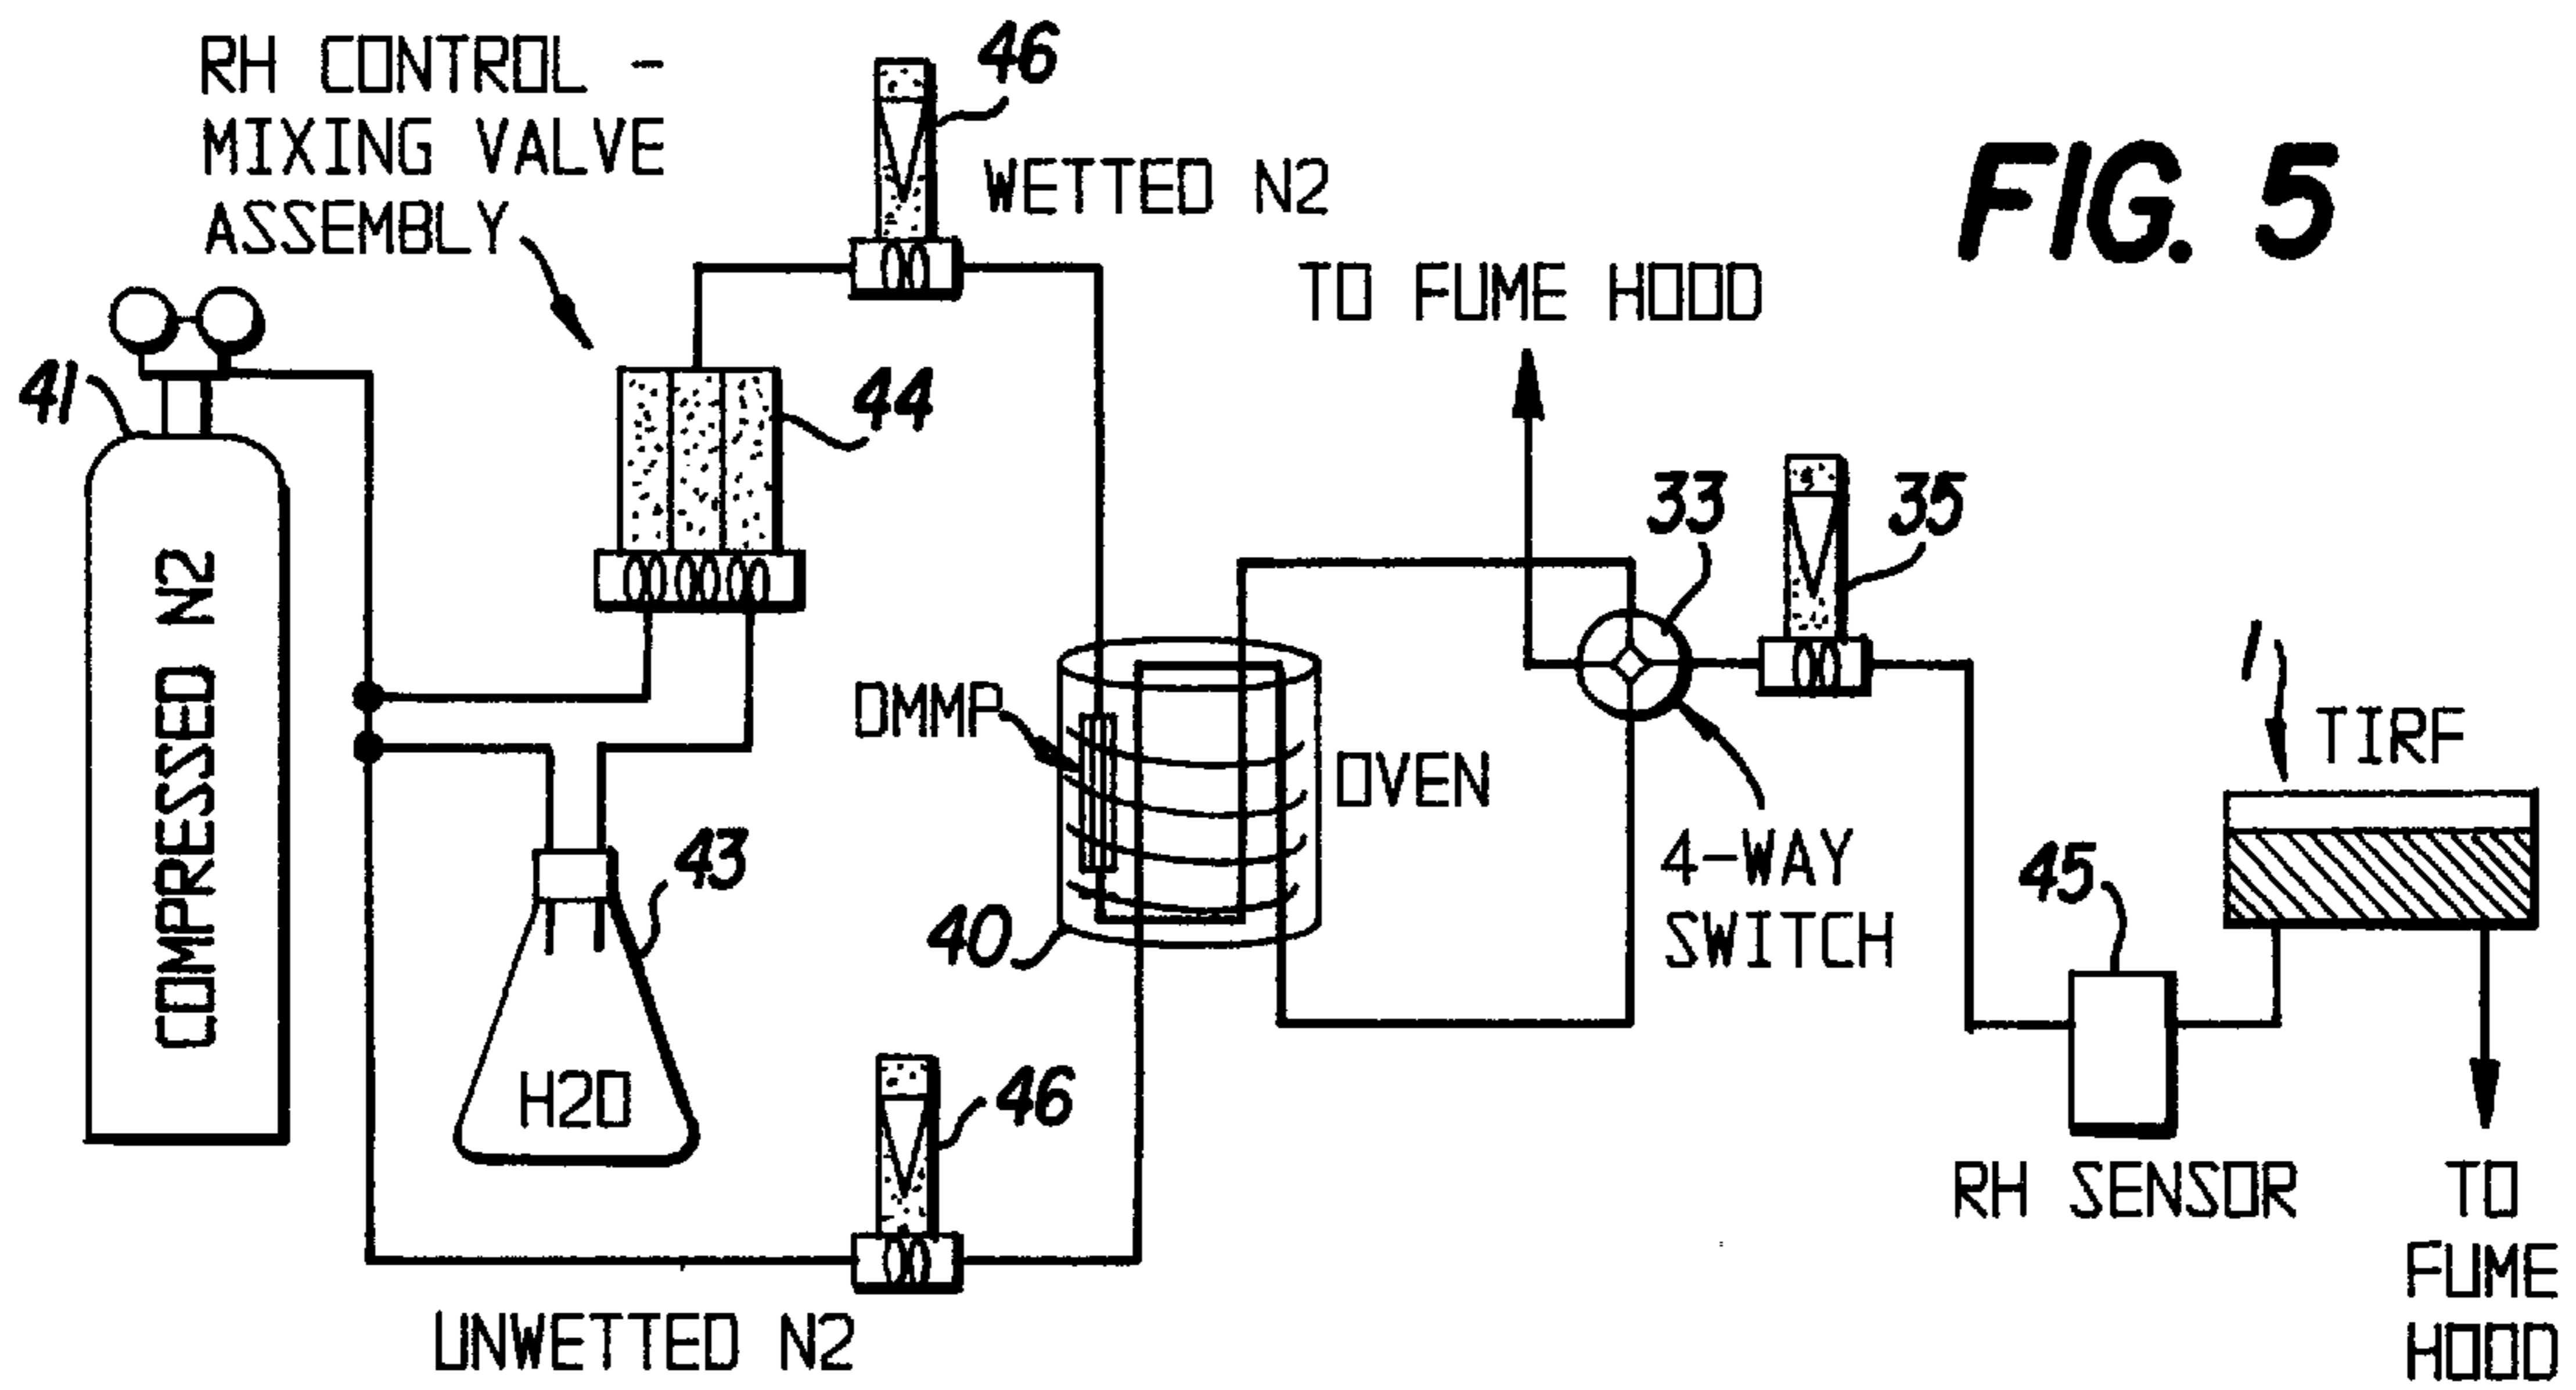 RH CONTROL -
MIXING VALVE
ASSEMBLY
46
WETTED N2
FIG. 5
TO FUME HOOD
41
44
33
35
1
TIRF
COMPRESSED N2
DMMP
OVEN
43
4-WAY
SWITCH
45
40
H2O
46
RH SENSOR
TO
FUME
HOOD
UNWETTED N2